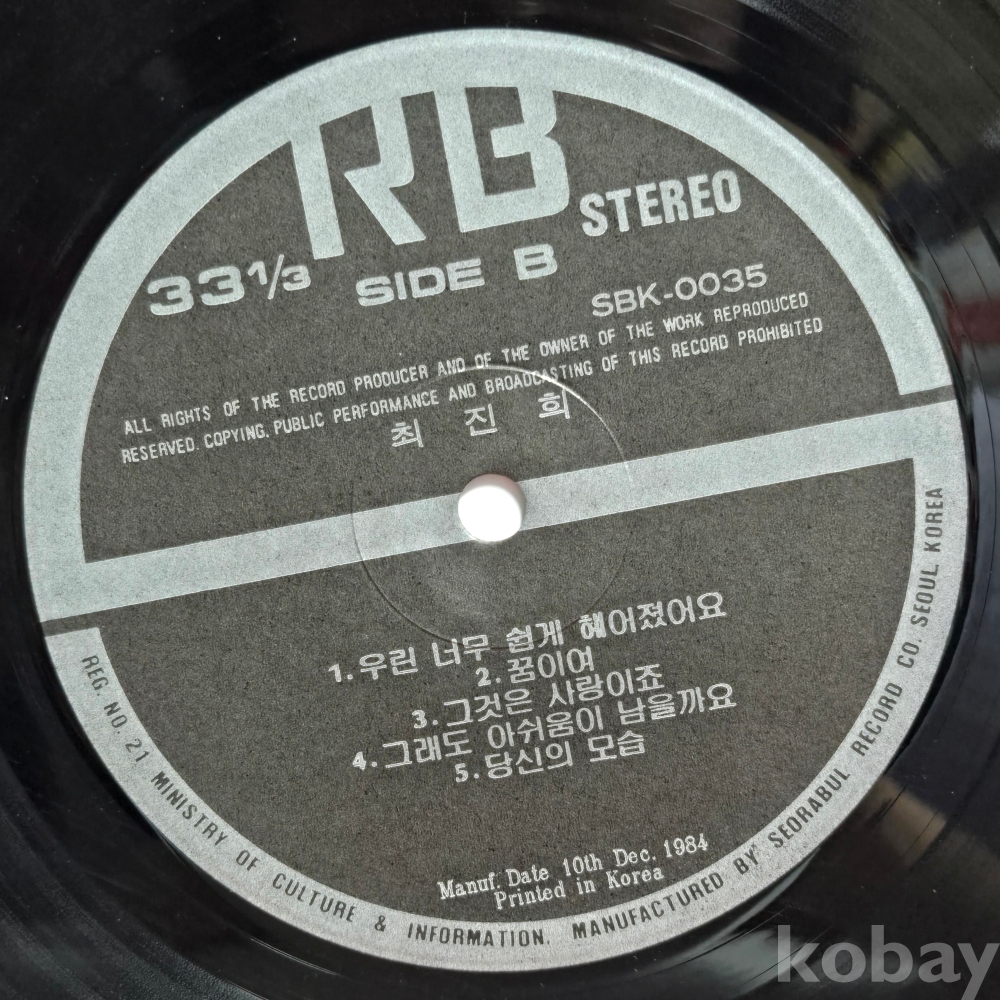 RB
STEREO
33 1/3 SIDE B
SBK-0035
ALL RIGHTS OF THE RECORD PRODUCER AND OF THE OWNER OF THE WORK REPRODUCED
RESERVED. COPYING. PUBLIC PERFORMANCE AND BROADCASTING OF THIS RECORD PROHIBITED
최 진 희
1. 우린 너무 쉽게 헤어졌어요
2. 꿈이여
3. 그것은 사랑이죠
4. 그래도 아쉬움이 남을까요
5. 당신의 모습
Manuf. Date 10th Dec. 1984
Printed in Korea
REG. NO. 21 MINISTRY OF CULTURE & INFORMATION. MANUFACTURED BY SEORABUL RECORD CO. SEOUL KOREA
kobay